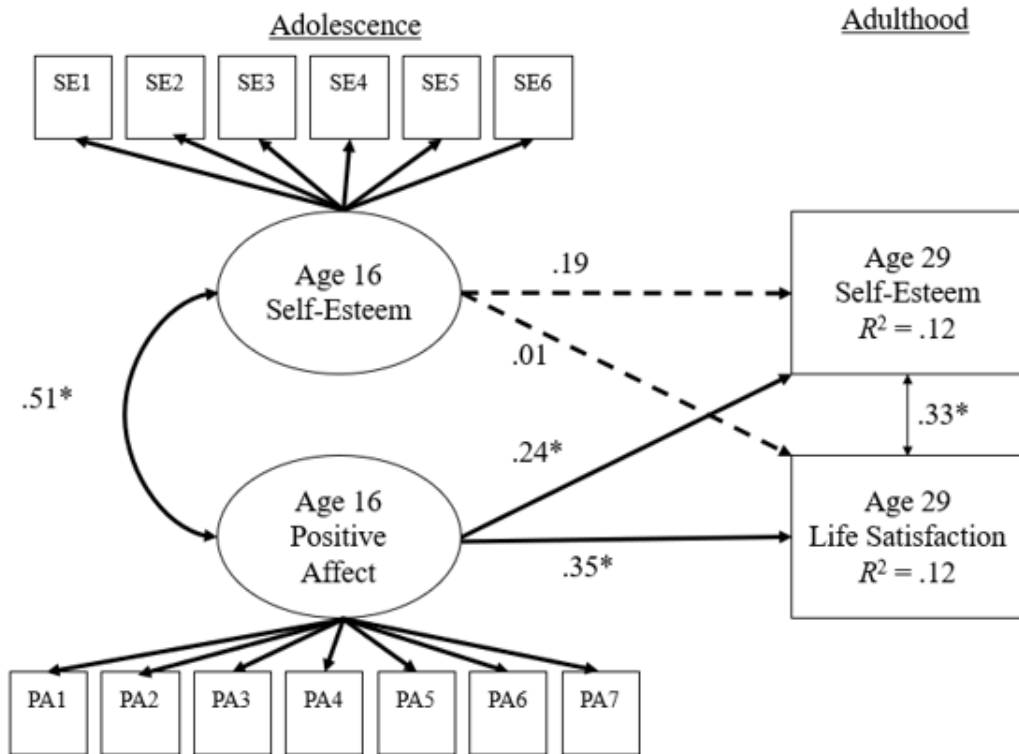 Adolescence
Adulthood
SE1
SE2
SE3
SE4
SE5
SE6
Age 16
Self-Esteem
.19
Age 29
Self-Esteem
R² = .12
.01
.51*
.33*
.24*
Age 16
Positive
Affect
.35*
Age 29
Life Satisfaction
R² = .12
PA1
PA2
PA3
PA4
PA5
PA6
PA7